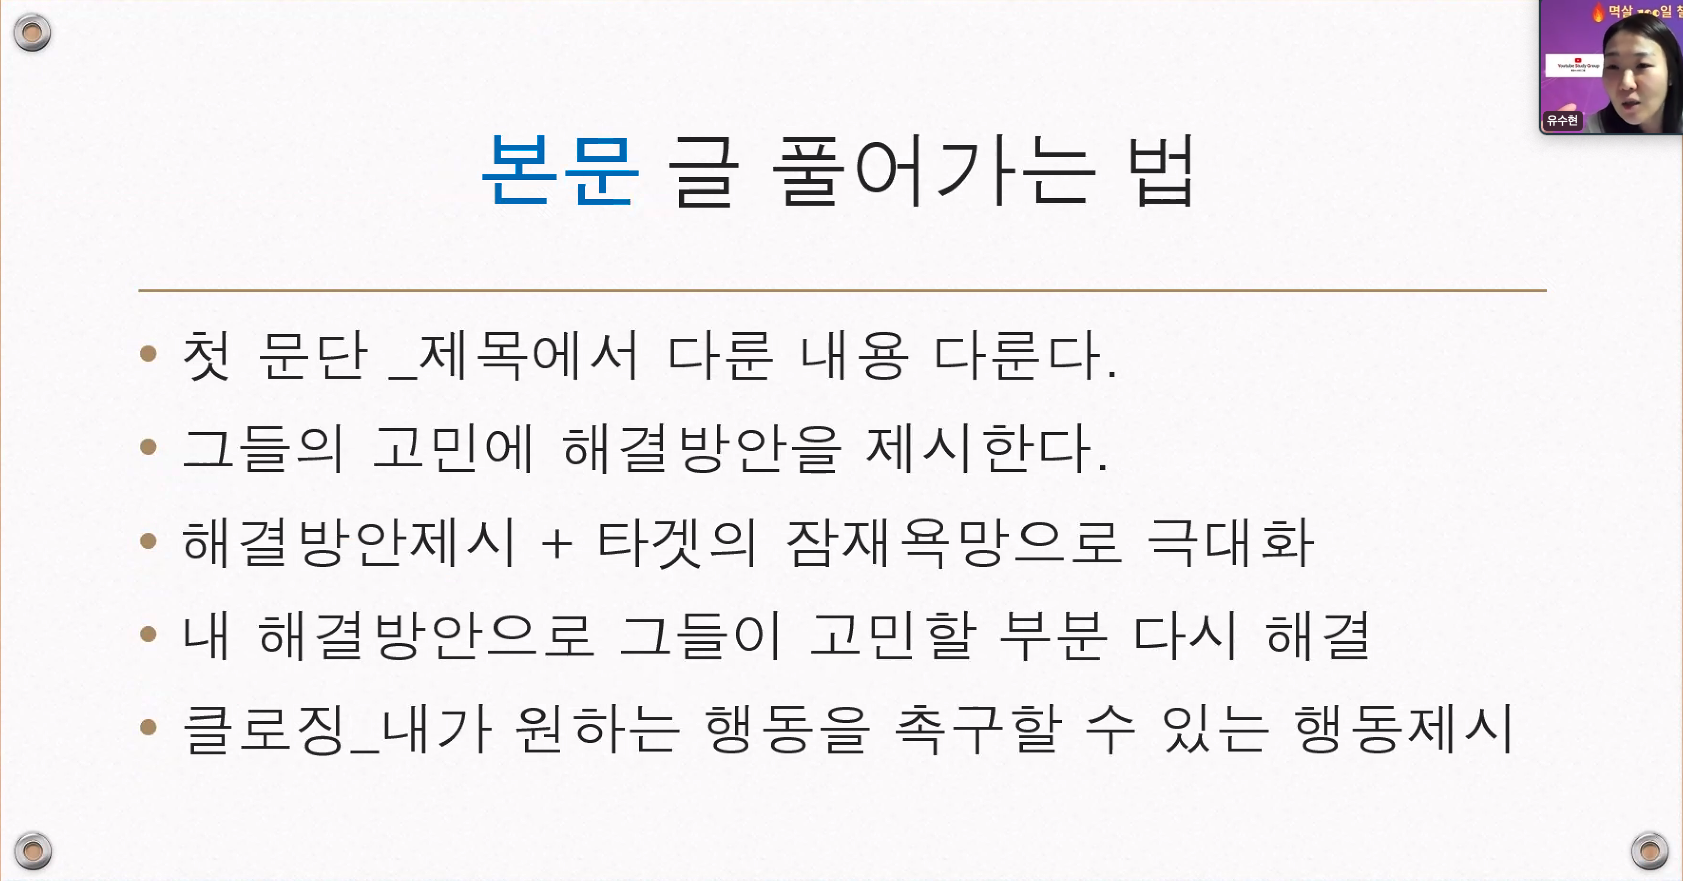 본문 글 풀어가는 법
• 첫 문단 _제목에서 다룬 내용 다룬다.
• 그들의 고민에 해결방안을 제시한다.
• 해결방안제시 + 타겟의 잠재욕망으로 극대화
• 내 해결방안으로 그들이 고민할 부분 다시 해결
• 클로징_내가 원하는 행동을 촉구할 수 있는 행동제시
멱살
Youtube Study Group
유수현